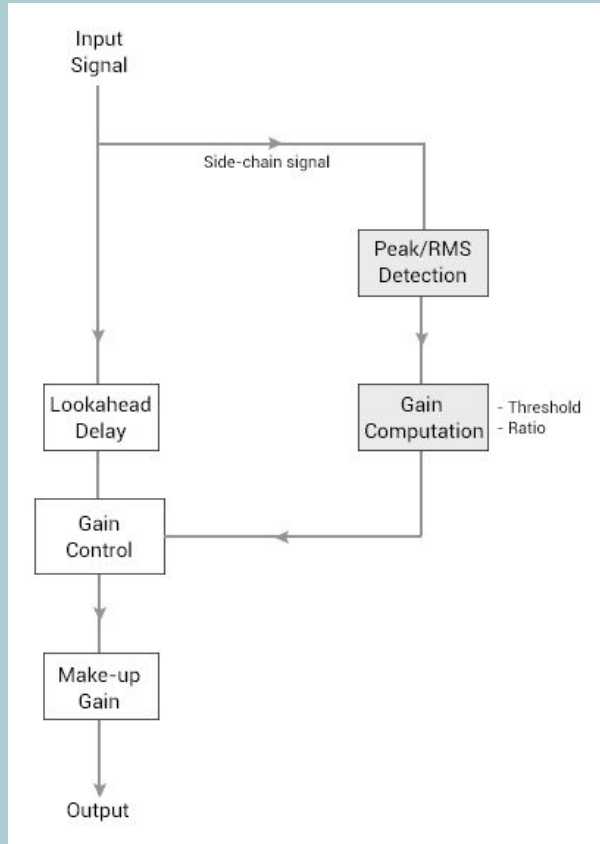 Input
Signal
Side-chain signal
Peak/RMS
Detection
Lookahead
Delay
Gain
Computation
- Threshold
- Ratio
Gain
Control
Make-up
Gain
Output